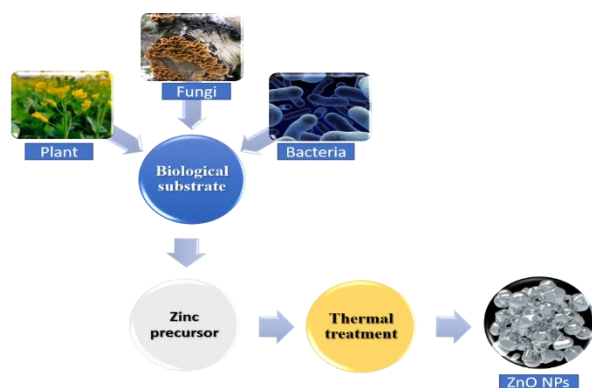 Fungi
Plant
Bacteria
Biological
substrate
Zinc
precursor
Thermal
treatment
ZnO NPs